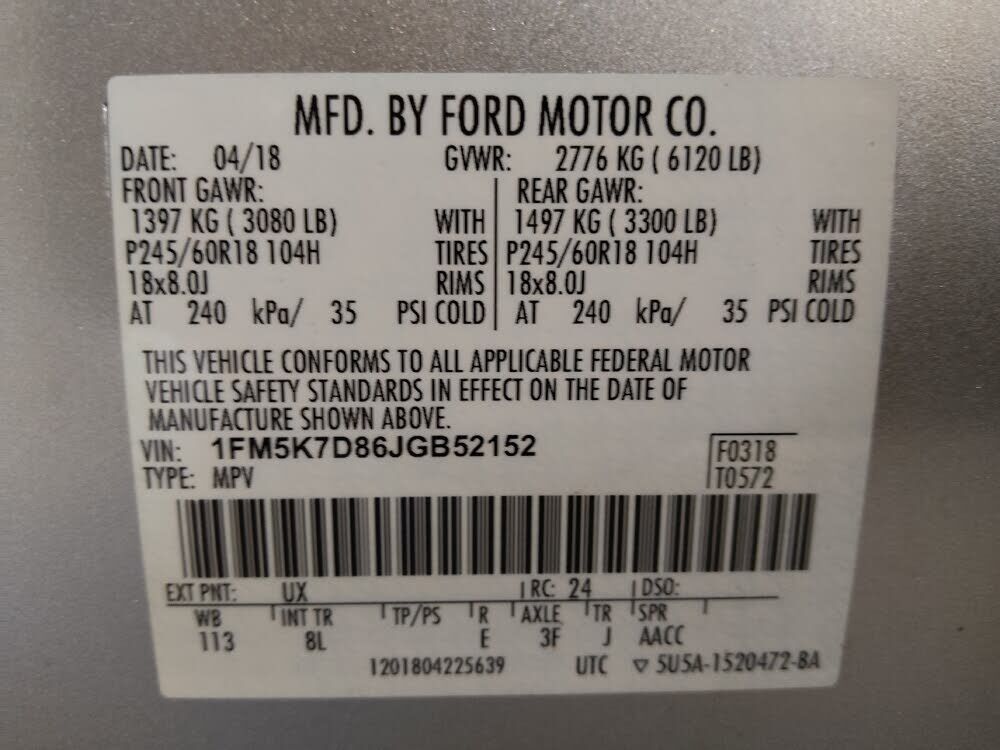 MFD. BY FORD MOTOR CO.
DATE: 04/18 GVWR: 2776 KG ( 6120 LB)
FRONT GAWR: REAR GAWR:
1397 KG ( 3080 LB) WITH 1497 KG ( 3300 LB) WITH
P245/60R18 104H TIRES P245/60R18 104H TIRES
18x8.0J RIMS 18x8.0J RIMS
AT 240 kPa/ 35 PSI COLD AT 240 kPa/ 35 PSI COLD
THIS VEHICLE CONFORMS TO ALL APPLICABLE FEDERAL MOTOR
VEHICLE SAFETY STANDARDS IN EFFECT ON THE DATE OF
MANUFACTURE SHOWN ABOVE.
VIN: 1FM5K7D86JGB52152 F0318
TYPE: MPV T0572
EXT PNT: UX RC: 24 DSO:
WB INT TR TP/PS R AXLE TR SPR
113 8L E 3F J AACC
1201804225639 UTC ▽ 5U5A-1520472-BA